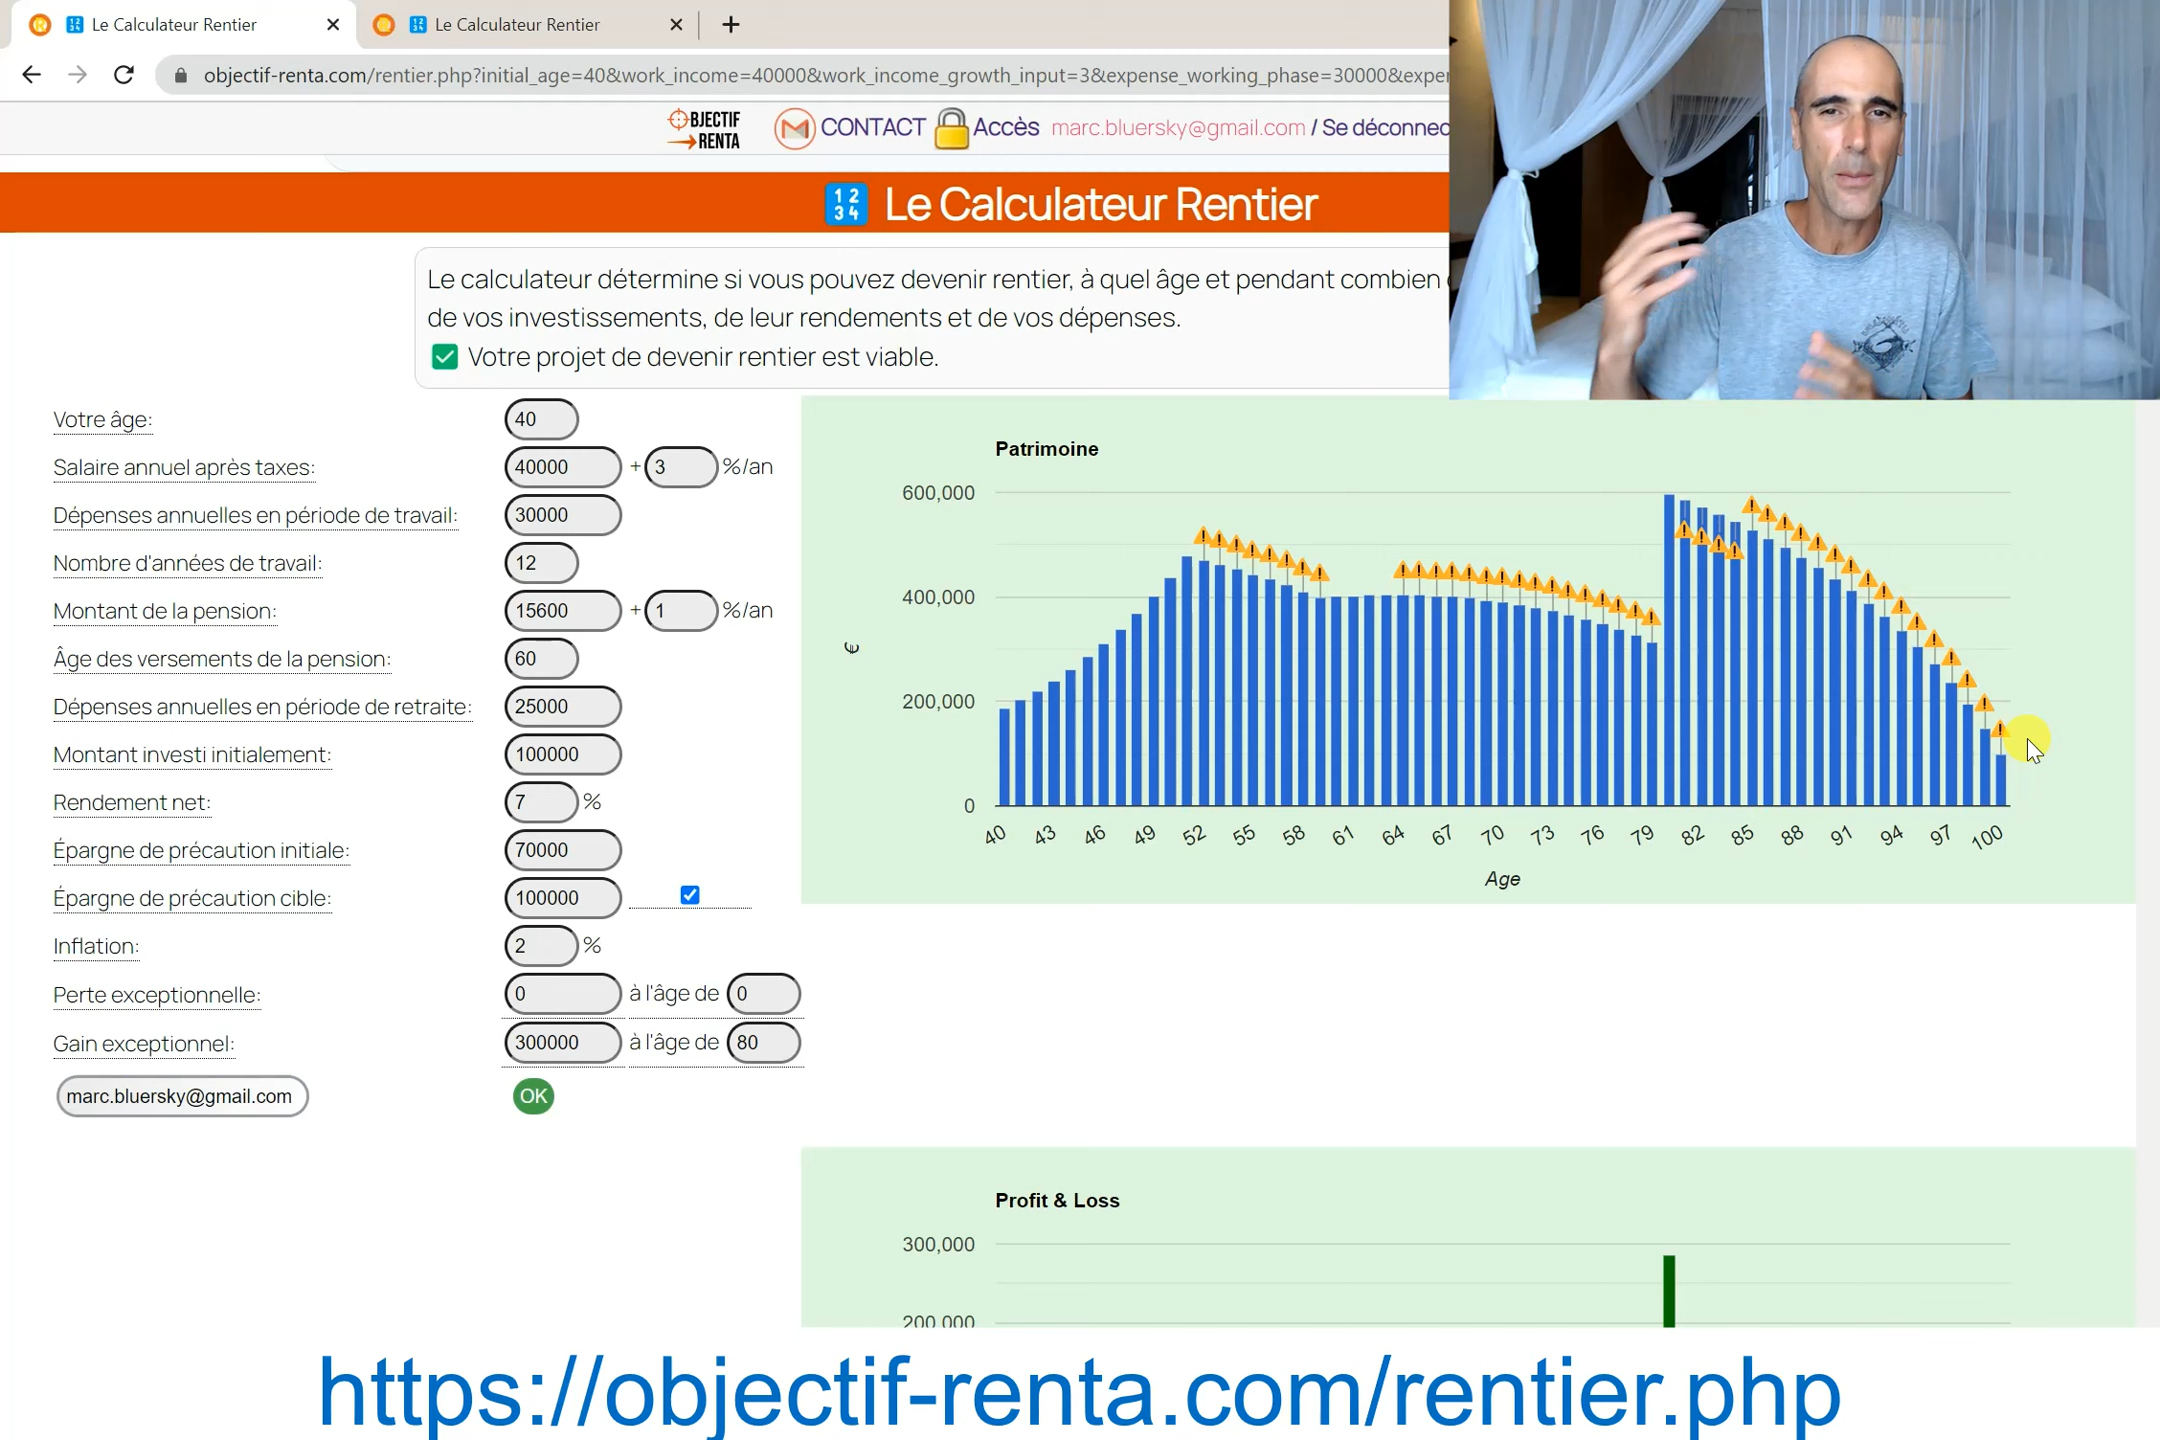 Le Calculateur Rentier
Le Calculateur Rentier
objectif-renta.com/rentier.php?initial_age=40&work_income=40000&work_income_growth_input=3&expense_working_phase=30000&exper
OBJECTIF
RENTA
CONTACT
Accès
marc.bluersky@gmail.com / Se déconnec
1 2
3 4
Le Calculateur Rentier
Le calculateur détermine si vous pouvez devenir rentier, à quel âge et pendant combien
de vos investissements, de leur rendements et de vos dépenses.
Votre projet de devenir rentier est viable.
Votre âge: 40
Salaire annuel après taxes: 40000 + 3 %/an
Dépenses annuelles en période de travail: 30000
Nombre d'années de travail: 12
Montant de la pension: 15600 + 1 %/an
Âge des versements de la pension: 60
Dépenses annuelles en période de retraite: 25000
Montant investi initialement: 100000
Rendement net: 7 %
Épargne de précaution initiale: 70000
Épargne de précaution cible: 100000
Inflation: 2 %
Perte exceptionnelle: 0 à l'âge de 0
Gain exceptionnel: 300000 à l'âge de 80
marc.bluersky@gmail.com OK
Patrimoine
600,000
400,000
€
200,000
0
40 43 46 49 52 55 58 61 64 67 70 73 76 79 82 85 88 91 94 97 100
Age
Profit & Loss
300,000
200,000
https://objectif-renta.com/rentier.php